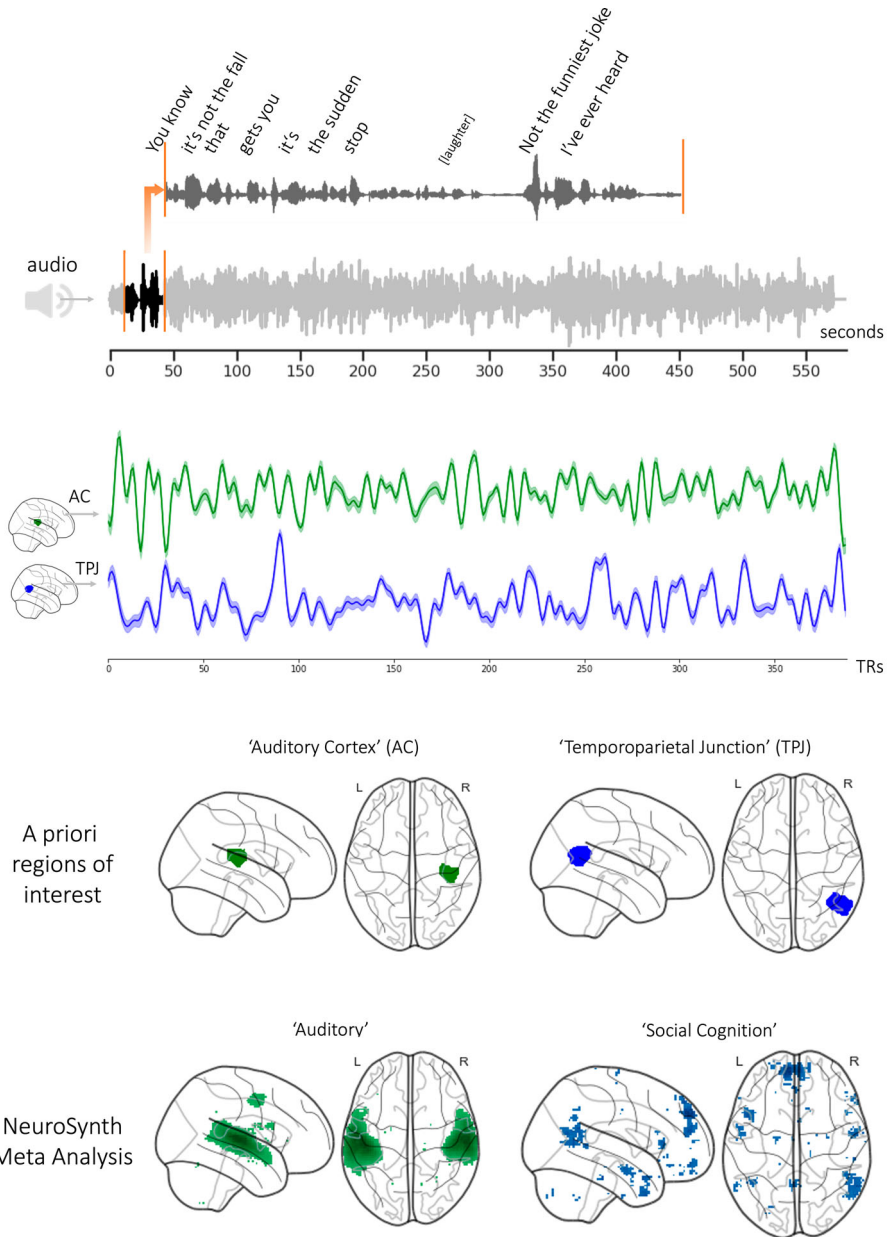 You know
it's not the fall
that
gets you
it's
the sudden
stop
[laughter]
Not the funniest joke
I've ever heard
audio
seconds
0 50 100 150 200 250 300 350 400 450 500 550
AC
TPJ
0 50 100 150 200 250 300 350
TRs
'Auditory Cortex' (AC)
'Temporoparietal Junction' (TPJ)
L R
L R
A priori
regions of
interest
'Auditory'
'Social Cognition'
L R
L R
NeuroSynth
Meta Analysis